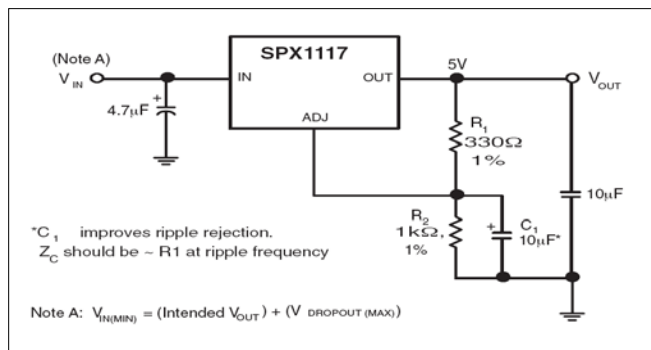 (Note A)
V IN
SPX1117
IN
OUT
ADJ
5V
V OUT
+
4.7µF
R1
330Ω
1%
10µF
R2
1kΩ,
1%
+
C1
10µF*
*C1 improves ripple rejection.
ZC should be ~ R1 at ripple frequency
Note A: VIN(MIN) = (Intended VOUT) + (V DROPOUT (MAX))